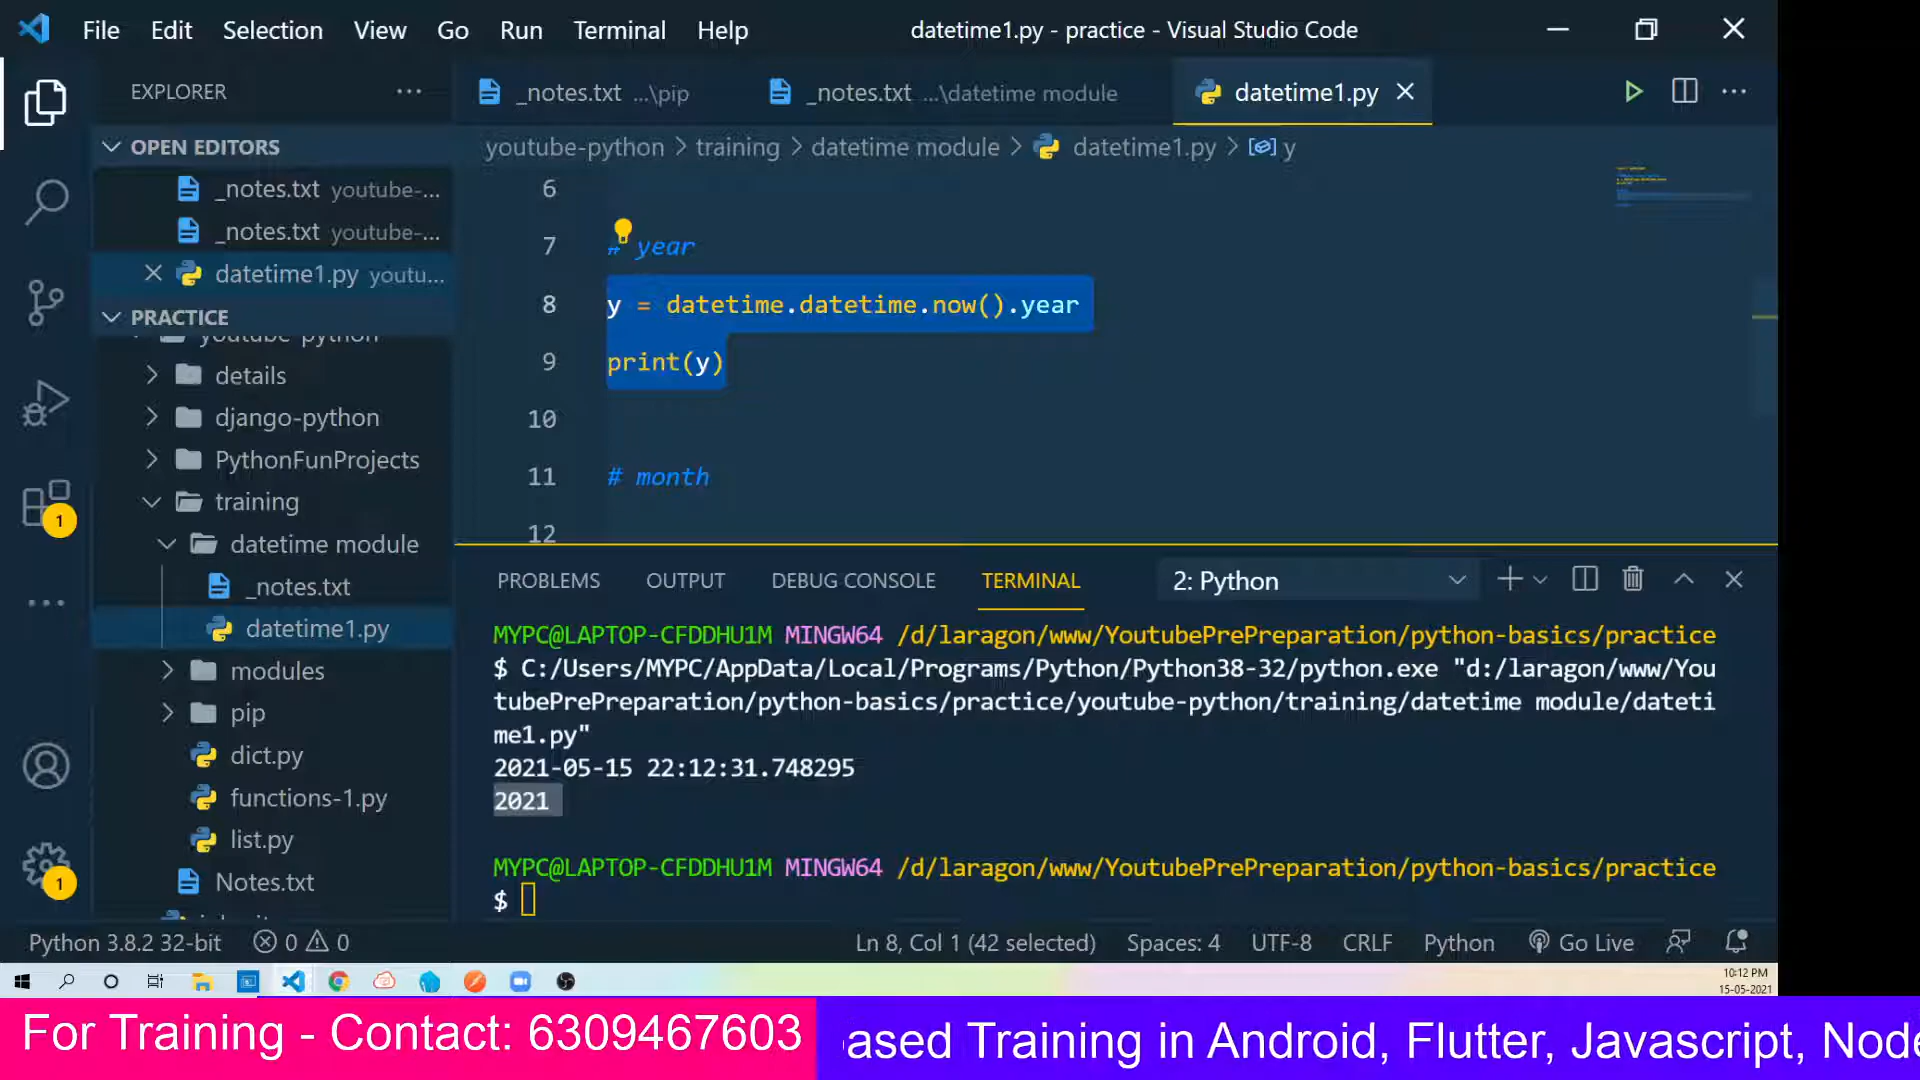 File Edit Selection View Go Run Terminal Help datetime1.py - practice - Visual Studio Code
EXPLORER
_notes.txt ...\pip _notes.txt ...\datetime module datetime1.py
OPEN EDITORS
youtube-python > training > datetime module > datetime1.py > y
_notes.txt youtube-...
_notes.txt youtube-...
datetime1.py youtu...
PRACTICE
youtube-python
details
django-python
PythonFunProjects
training
datetime module
_notes.txt
datetime1.py
modules
pip
dict.py
functions-1.py
list.py
Notes.txt
1
1
6
7 # year
8 y = datetime.datetime.now().year
9 print(y)
10
11 # month
12
PROBLEMS OUTPUT DEBUG CONSOLE TERMINAL 2: Python
MYPC@LAPTOP-CFDDHU1M MINGW64 /d/laragon/www/YoutubePrePreparation/python-basics/practice
$ C:/Users/MYPC/AppData/Local/Programs/Python/Python38-32/python.exe "d:/laragon/www/You
tubePrePreparation/python-basics/practice/youtube-python/training/datetime module/dateti
me1.py"
2021-05-15 22:12:31.748295
2021
MYPC@LAPTOP-CFDDHU1M MINGW64 /d/laragon/www/YoutubePrePreparation/python-basics/practice
$
Python 3.8.2 32-bit 0 0 Ln 8, Col 1 (42 selected) Spaces: 4 UTF-8 CRLF Python Go Live
10:12 PM
15-05-2021
For Training - Contact: 6309467603
ased Training in Android, Flutter, Javascript, Node